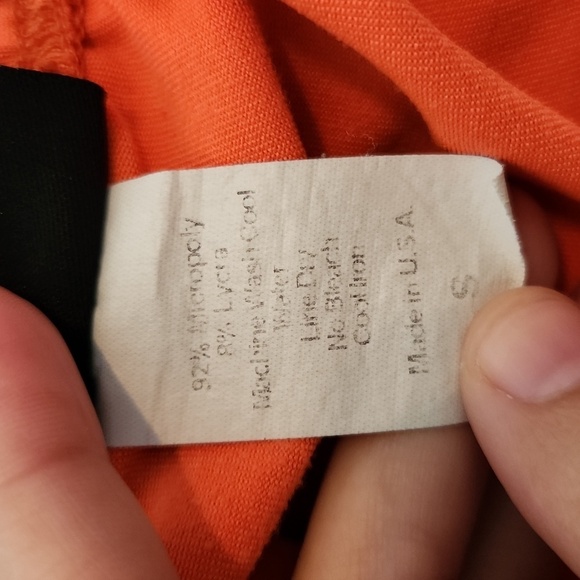 92% Micropoly
8% Lycra
Machine Wash Cool
Water
Line Dry
No Bleach
Cool Iron
Made in U.S.A.
S